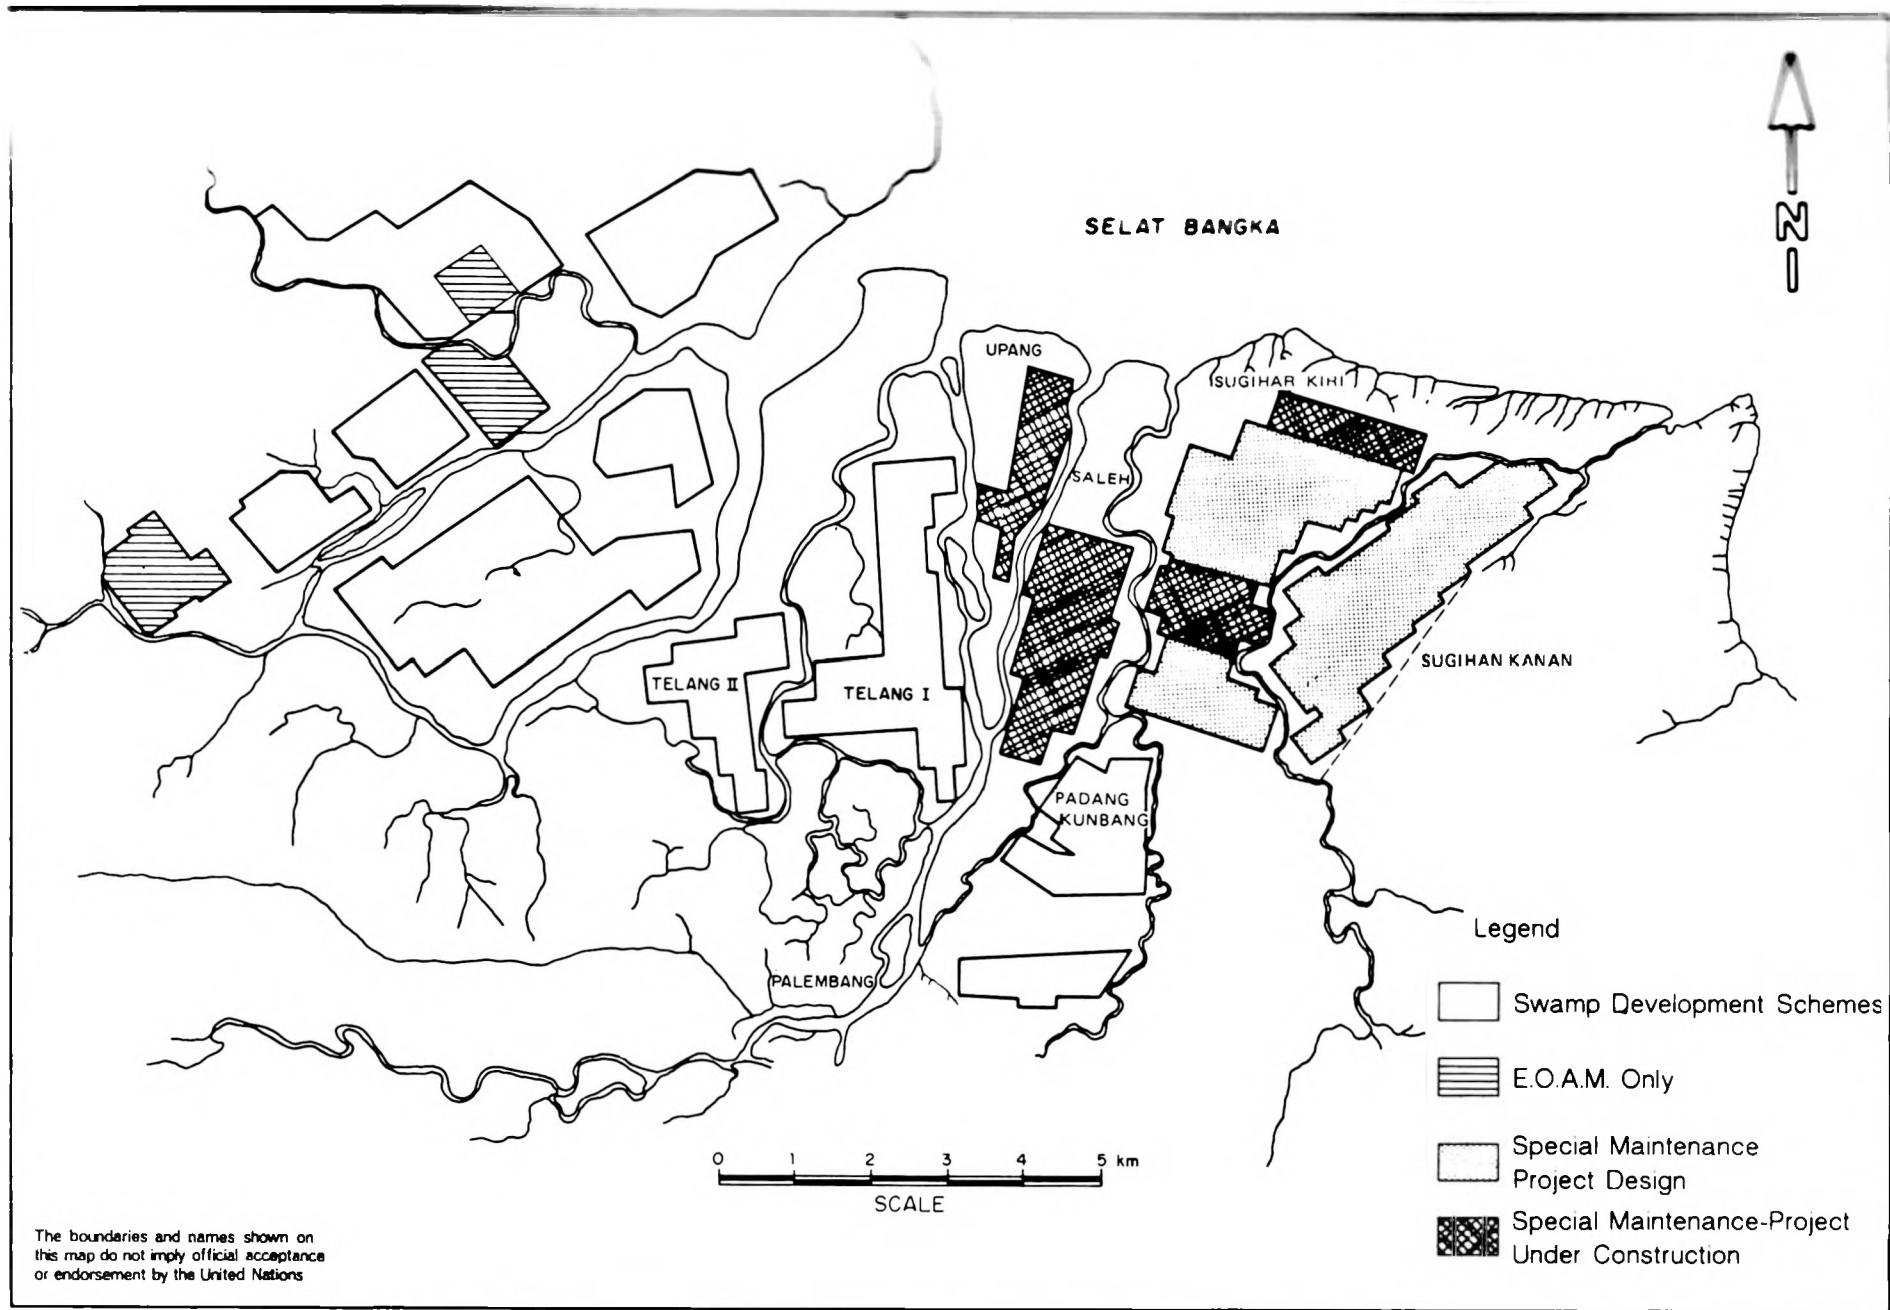 N
SELAT BANGKA
UPANG
SUGIHAR KIHI
SALEH
SUGIHAN KANAN
TELANG II
TELANG I
PADANG
KUNBANG
PALEMBANG
Legend
Swamp Development Schemes
E.O.A.M. Only
Special Maintenance
Project Design
Special Maintenance-Project
Under Construction
0 1 2 3 4 5 km
SCALE
The boundaries and names shown on
this map do not imply official acceptance
or endorsement by the United Nations